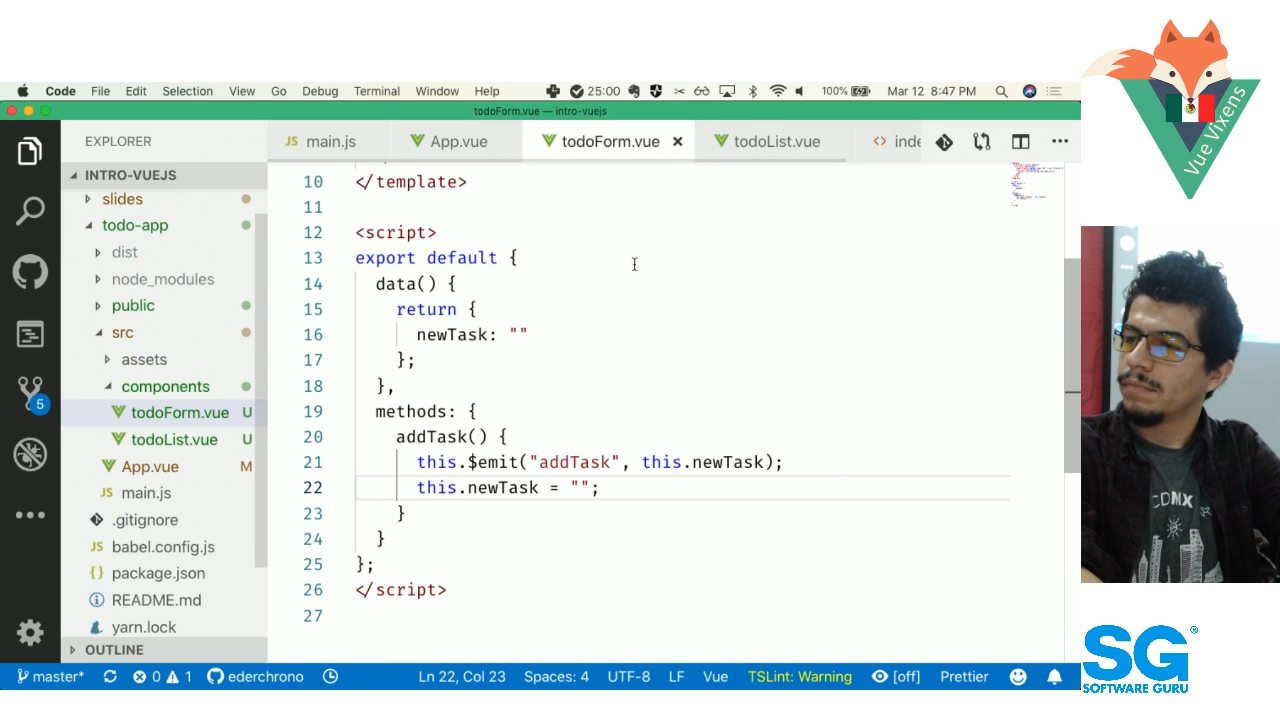 Code File Edit Selection View Go Debug Terminal Window Help 25:00 100% Mar 12 8:47 PM
todoForm.vue — intro-vuejs
EXPLORER
JS main.js
App.vue
todoForm.vue
todoList.vue
<> inde
INTRO-VUEJS
slides
todo-app
dist
node_modules
public
src
assets
components
todoForm.vue U
todoList.vue U
App.vue M
JS main.js
.gitignore
JS babel.config.js
{} package.json
README.md
yarn.lock
OUTLINE
5
10 </template>
11
12 <script>
13 export default {
14 data() {
15 return {
16 newTask: ""
17 };
18 },
19 methods: {
20 addTask() {
21 this.$emit("addTask", this.newTask);
22 this.newTask = "";
23 }
24 }
25 };
26 </script>
27
master* 0 1 ederchrono Ln 22, Col 23 Spaces: 4 UTF-8 LF Vue TSLint: Warning [off] Prettier
Vue Vixens
CDMX
SG®
SOFTWARE GURU